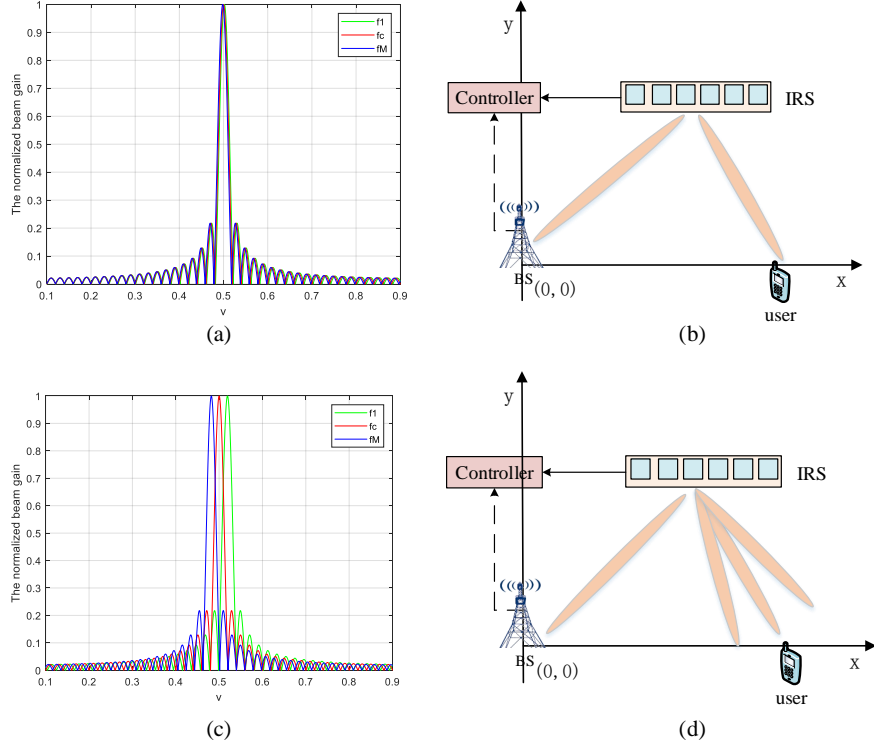 1
0.9
0.8
0.7
0.6
0.5
0.4
0.3
0.2
0.1
0
0.1 0.2 0.3 0.4 0.5 0.6 0.7 0.8 0.9
The normalized beam gain
v
f1
fc
fM
(a)
y
Controller
IRS
BS
(0,0)
x
user
(b)
1
0.9
0.8
0.7
0.6
0.5
0.4
0.3
0.2
0.1
0
0.1 0.2 0.3 0.4 0.5 0.6 0.7 0.8 0.9
The normalized beam gain
v
f1
fc
fM
(c)
y
Controller
IRS
BS
(0,0)
x
user
(d)